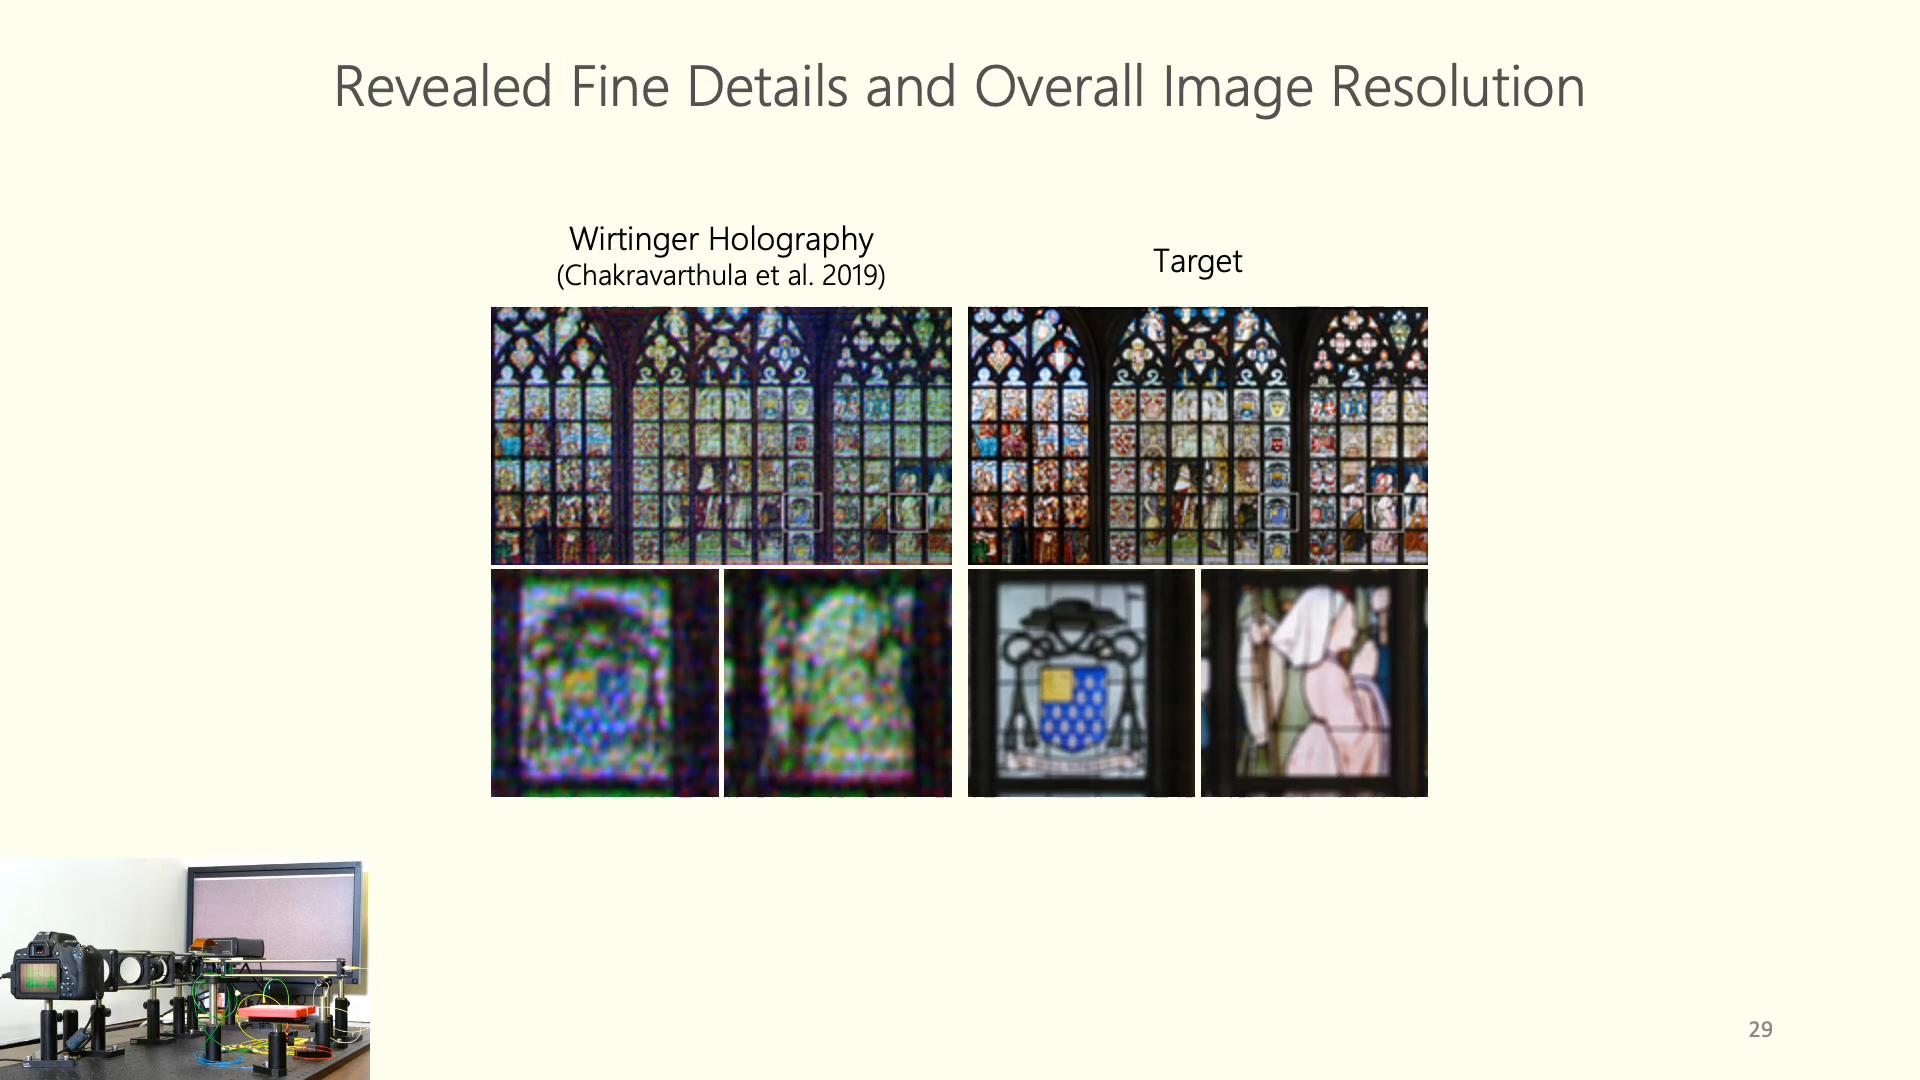 Revealed Fine Details and Overall Image Resolution
Wirtinger Holography
(Chakravarthula et al. 2019)
Target
29